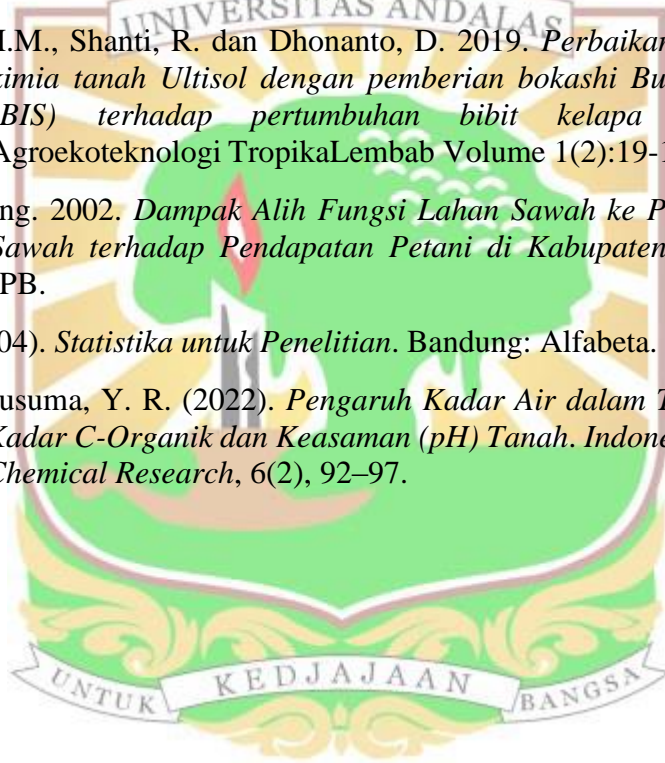 UNIVERSITAS ANDALAS
I.M., Shanti, R. dan Dhonanto, D. 2019. Perbaikan
kimia tanah Ultisol dengan pemberian bokashi Bu
BIS) terhadap pertumbuhan bibit kelapa
Agroekoteknologi TropikaLembab Volume 1(2):19-1
ng. 2002. Dampak Alih Fungsi Lahan Sawah ke P
Sawah terhadap Pendapatan Petani di Kabupaten
PB.
04). Statistika untuk Penelitian. Bandung: Alfabeta.
usuma, Y. R. (2022). Pengaruh Kadar Air dalam T
Kadar C-Organik dan Keasaman (pH) Tanah. Indone
Chemical Research, 6(2), 92–97.
UNTUK KEDJAJAAN BANGSA